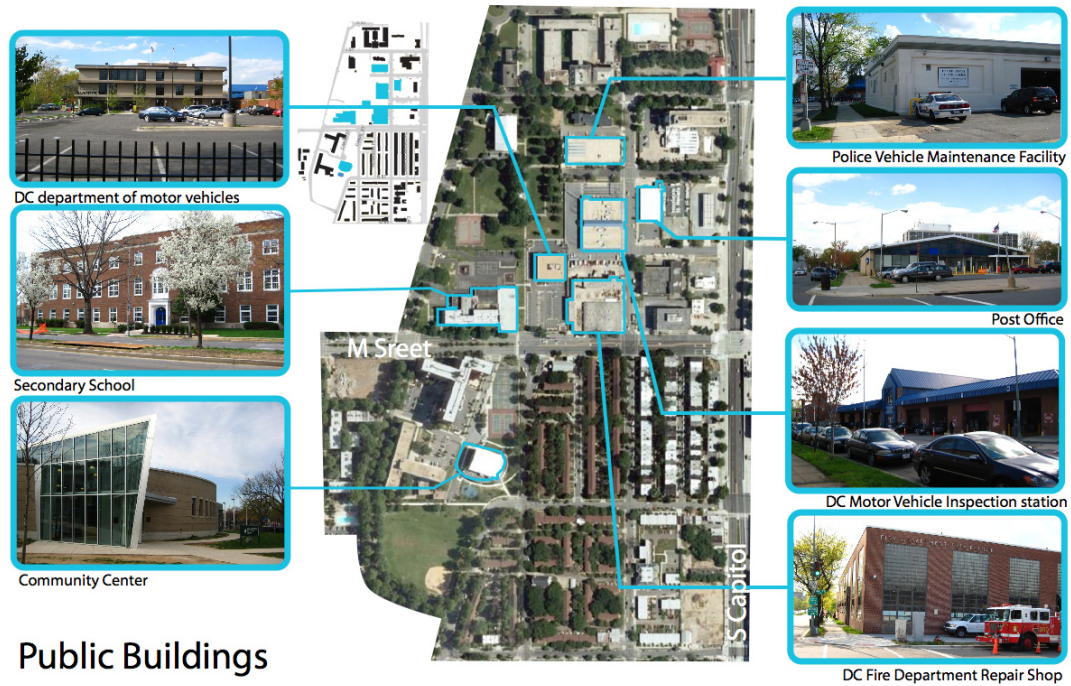 DC department of motor vehicles
Secondary School
Community Center
Public Buildings
M Sreet
S Capitol
Police Vehicle Maintenance Facility
Post Office
DC Motor Vehicle Inspection station
DC Fire Department Repair Shop